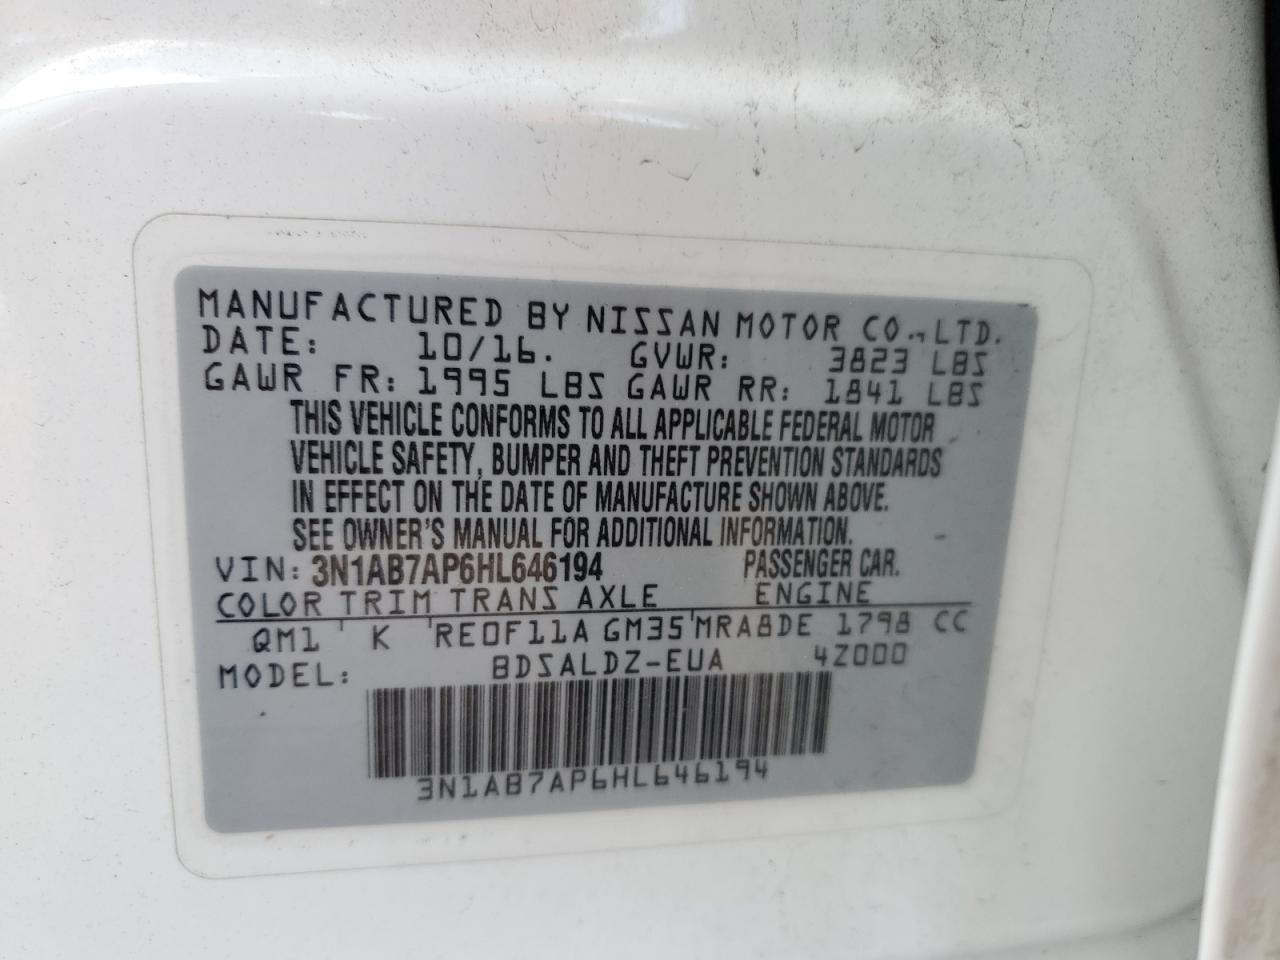 MANUFACTURED BY NISSAN MOTOR CO., LTD.
DATE: 10/16. GVWR: 3823 LBS
GAWR FR: 1995 LBS GAWR RR: 1841 LBS
THIS VEHICLE CONFORMS TO ALL APPLICABLE FEDERAL MOTOR
VEHICLE SAFETY, BUMPER AND THEFT PREVENTION STANDARDS
IN EFFECT ON THE DATE OF MANUFACTURE SHOWN ABOVE.
SEE OWNER'S MANUAL FOR ADDITIONAL INFORMATION.
VIN: 3N1AB7AP6HL646194 PASSENGER CAR.
COLOR TRIM TRANS AXLE ENGINE
QM1 ' K 'RE0F11A GM35'MRA8DE 1798 CC
MODEL: BDSALDZ-EUA 4Z000
3N1AB7AP6HL646194